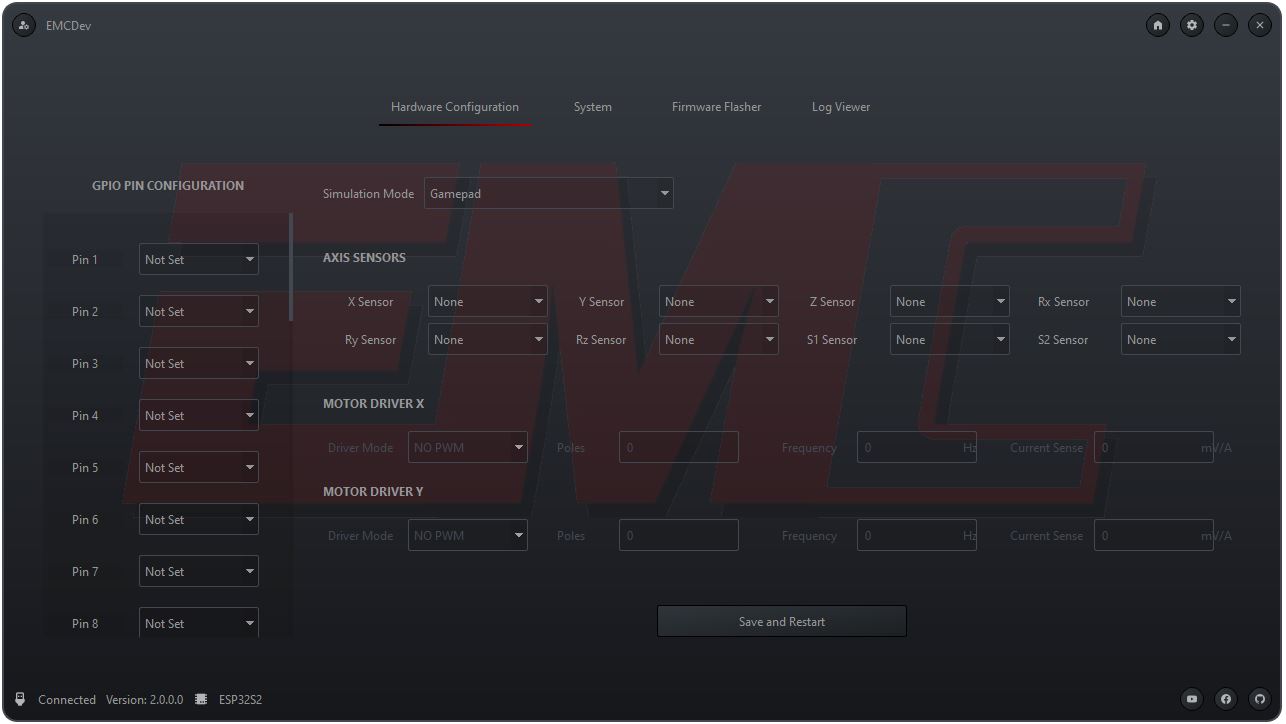 EMCDev
Hardware Configuration System Firmware Flasher Log Viewer
GPIO PIN CONFIGURATION
Pin 1 Not Set
Pin 2 Not Set
Pin 3 Not Set
Pin 4 Not Set
Pin 5 Not Set
Pin 6 Not Set
Pin 7 Not Set
Pin 8 Not Set
Simulation Mode Gamepad
AXIS SENSORS
X Sensor None Y Sensor None Z Sensor None Rx Sensor None
Ry Sensor None Rz Sensor None S1 Sensor None S2 Sensor None
MOTOR DRIVER X
Driver Mode NO PWM Poles 0 Frequency 0 Hz Current Sense 0 mV/A
MOTOR DRIVER Y
Driver Mode NO PWM Poles 0 Frequency 0 Hz Current Sense 0 mV/A
Save and Restart
EMC
Connected Version: 2.0.0.0 ESP32S2